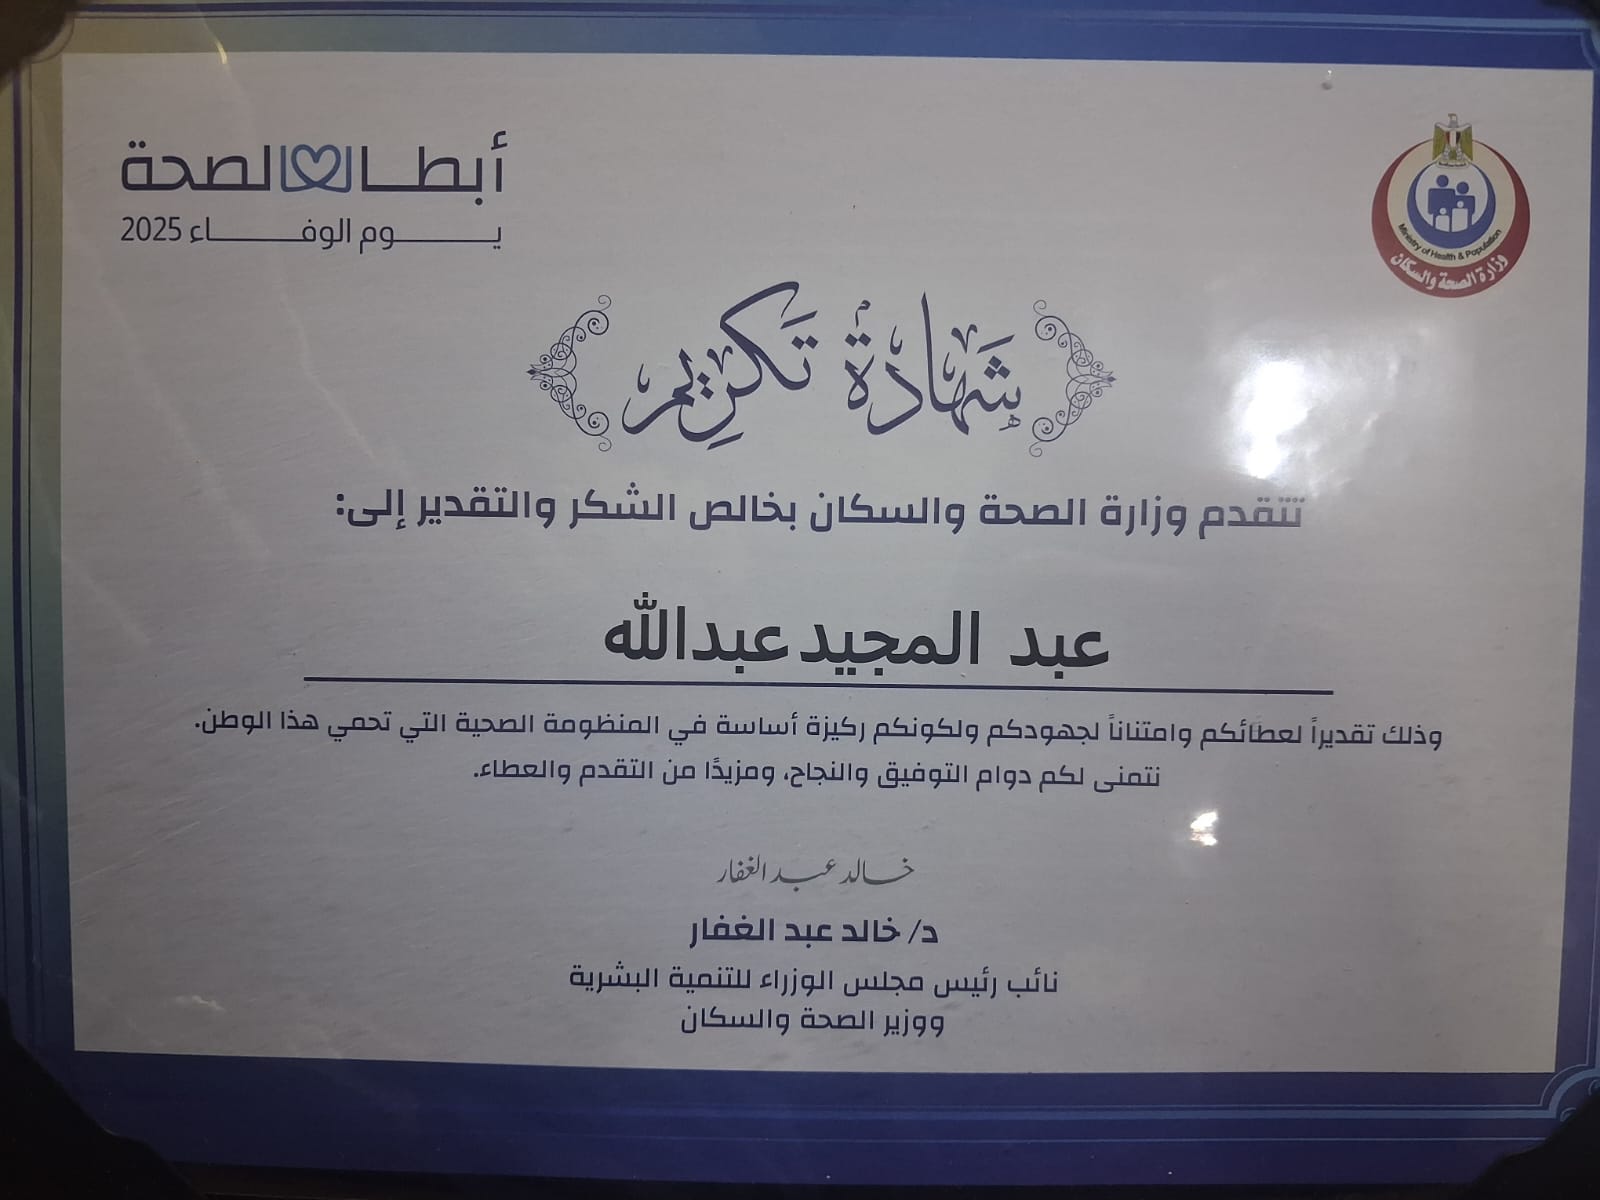 أبطال الصحة
يوم الوفاء 2025
Ministry of Health & Population
وزارة الصحة والسكان
شهادة تكريم
تتقدم وزارة الصحة والسكان بخالص الشكر والتقدير إلى:
عبد المجيد عبدالله
وذلك تقديراً لعطائكم وامتناناً لجهودكم ولكونكم ركيزة أساسة في المنظومة الصحية التي تحمي هذا الوطن.
نتمنى لكم دوام التوفيق والنجاح، ومزيدًا من التقدم والعطاء.
خالد عبد الغفار
د/ خالد عبد الغفار
نائب رئيس مجلس الوزراء للتنمية البشرية
ووزير الصحة والسكان